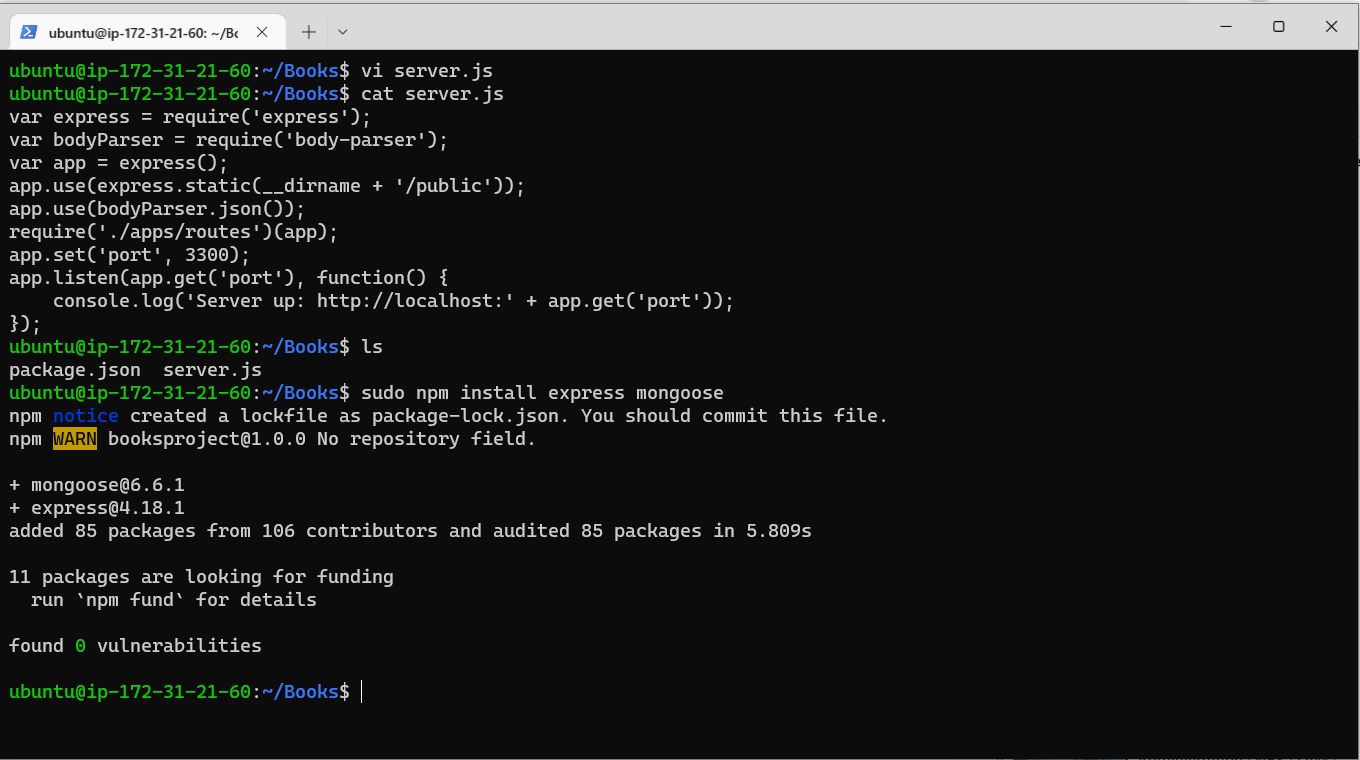 ubuntu@ip-172-31-21-60: ~/Bo
ubuntu@ip-172-31-21-60:~/Books$ vi server.js
ubuntu@ip-172-31-21-60:~/Books$ cat server.js
var express = require('express');
var bodyParser = require('body-parser');
var app = express();
app.use(express.static(__dirname + '/public'));
app.use(bodyParser.json());
require('./apps/routes')(app);
app.set('port', 3300);
app.listen(app.get('port'), function() {
    console.log('Server up: http://localhost:' + app.get('port'));
});
ubuntu@ip-172-31-21-60:~/Books$ ls
package.json  server.js
ubuntu@ip-172-31-21-60:~/Books$ sudo npm install express mongoose
npm notice created a lockfile as package-lock.json. You should commit this file.
npm WARN booksproject@1.0.0 No repository field.

+ mongoose@6.6.1
+ express@4.18.1
added 85 packages from 106 contributors and audited 85 packages in 5.809s

11 packages are looking for funding
  run `npm fund` for details

found 0 vulnerabilities

ubuntu@ip-172-31-21-60:~/Books$